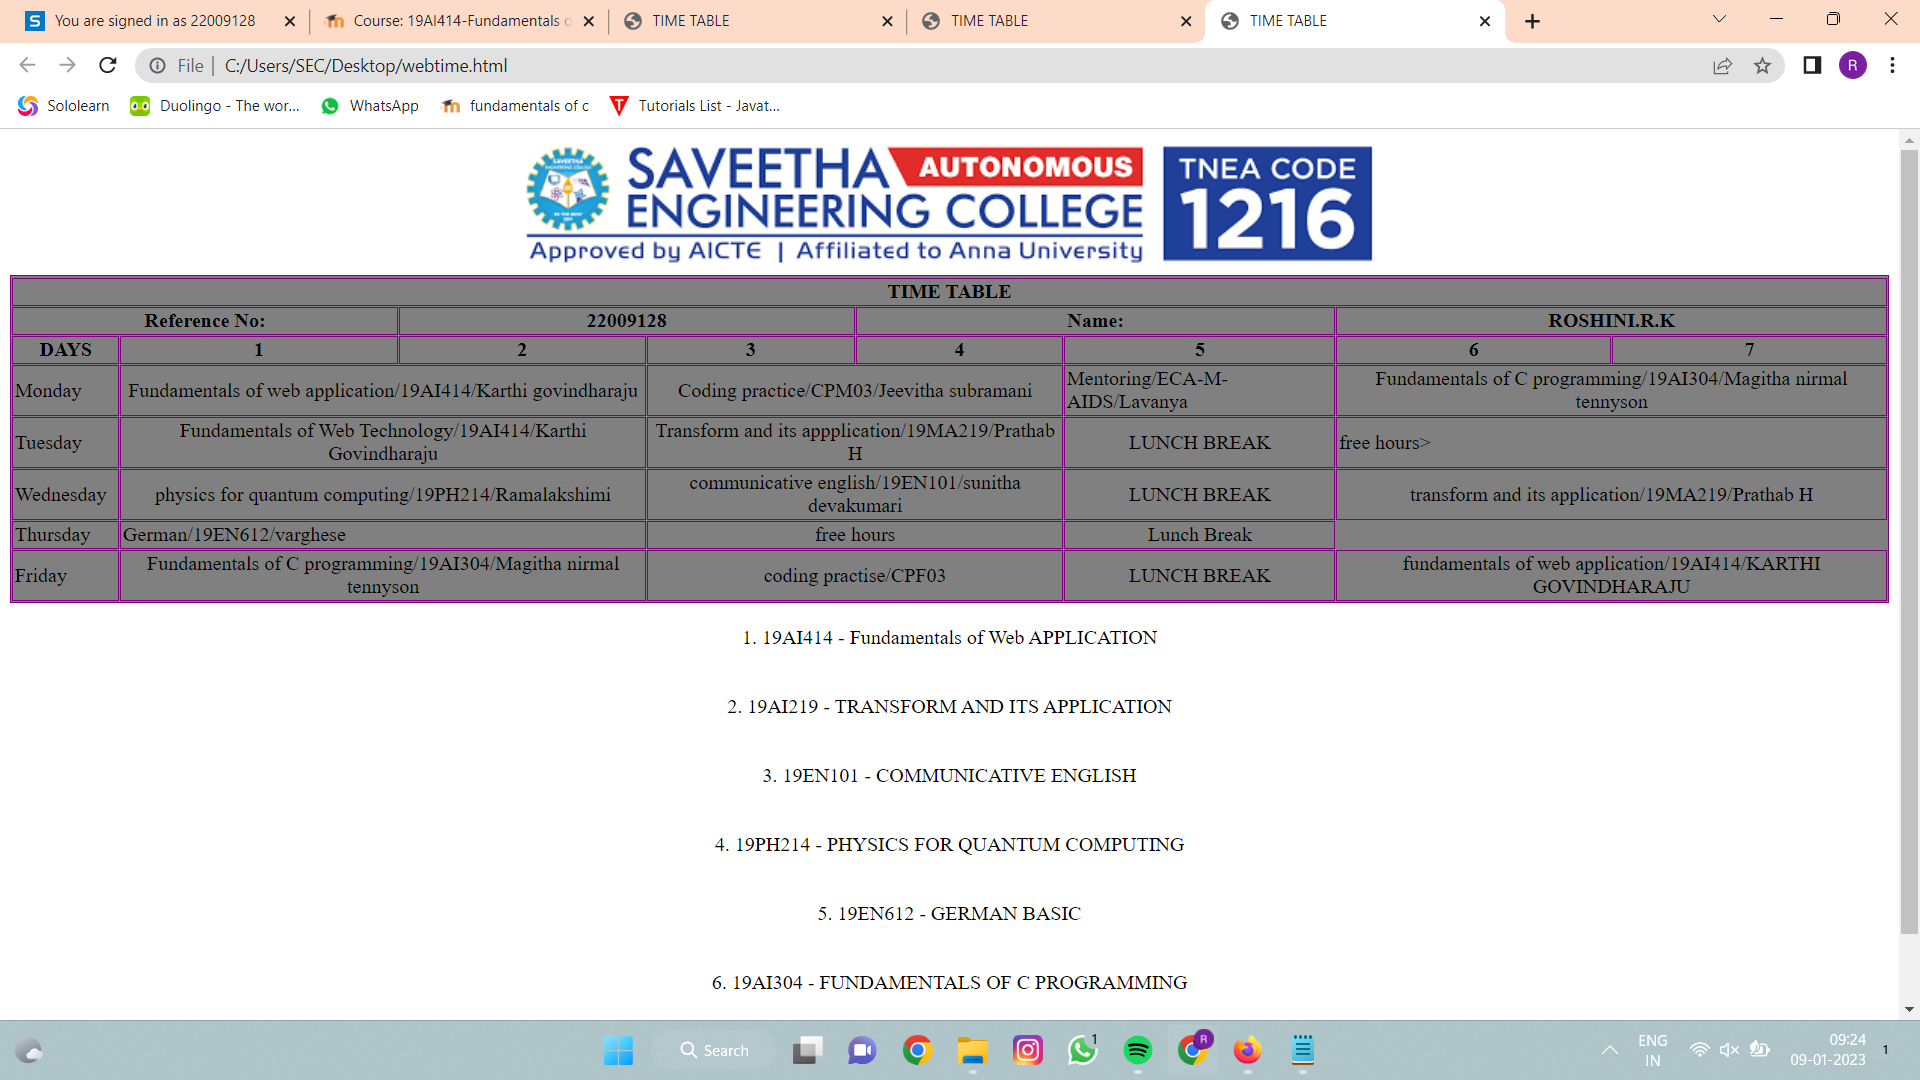 You are signed in as 22009128
Course: 19AI414-Fundamentals o
TIME TABLE
TIME TABLE
TIME TABLE
File
C:/Users/SEC/Desktop/webtime.html
R
Sololearn
Duolingo - The wor...
WhatsApp
fundamentals of c
Tutorials List - Javat...
SAVEETHA AUTONOMOUS
ENGINEERING COLLEGE
Approved by AICTE | Affiliated to Anna University
TNEA CODE
1216
TIME TABLE
Reference No: 22009128 Name: ROSHINI.R.K
DAYS 1 2 3 4 5 6 7
Monday
Fundamentals of web application/19AI414/Karthi govindharaju
Coding practice/CPM03/Jeevitha subramani
Mentoring/ECA-M-
AIDS/Lavanya
Fundamentals of C programming/19AI304/Magitha nirmal
tennyson
Tuesday
Fundamentals of Web Technology/19AI414/Karthi
Govindharaju
Transform and its appplication/19MA219/Prathab
H
LUNCH BREAK
free hours>
Wednesday
physics for quantum computing/19PH214/Ramalakshimi
communicative english/19EN101/sunitha
devakumari
LUNCH BREAK
transform and its application/19MA219/Prathab H
Thursday
German/19EN612/varghese
free hours
Lunch Break
Friday
Fundamentals of C programming/19AI304/Magitha nirmal
tennyson
coding practise/CPF03
LUNCH BREAK
fundamentals of web application/19AI414/KARTHI
GOVINDHARAJU
1. 19AI414 - Fundamentals of Web APPLICATION
2. 19AI219 - TRANSFORM AND ITS APPLICATION
3. 19EN101 - COMMUNICATIVE ENGLISH
4. 19PH214 - PHYSICS FOR QUANTUM COMPUTING
5. 19EN612 - GERMAN BASIC
6. 19AI304 - FUNDAMENTALS OF C PROGRAMMING
Search
1
R
ENG
IN
09:24
09-01-2023
1